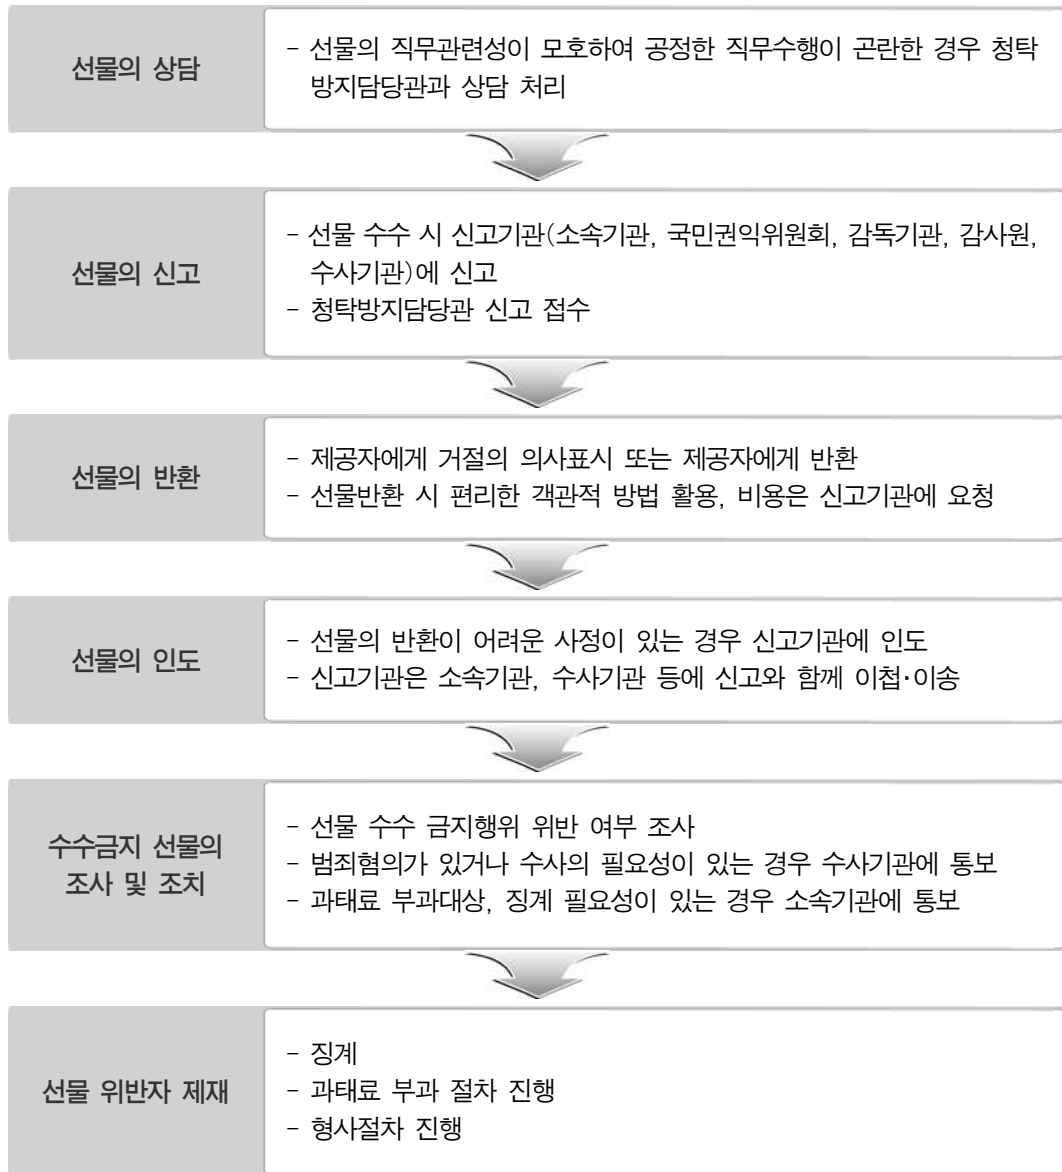 선물의 상담
- 선물의 직무관련성이 모호하여 공정한 직무수행이 곤란한 경우 청탁
방지담당관과 상담 처리
선물의 신고
- 선물 수수 시 신고기관(소속기관, 국민권익위원회, 감독기관, 감사원,
수사기관)에 신고
- 청탁방지담당관 신고 접수
선물의 반환
- 제공자에게 거절의 의사표시 또는 제공자에게 반환
- 선물반환 시 편리한 객관적 방법 활용, 비용은 신고기관에 요청
선물의 인도
- 선물의 반환이 어려운 사정이 있는 경우 신고기관에 인도
- 신고기관은 소속기관, 수사기관 등에 신고와 함께 이첩·이송
수수금지 선물의
조사 및 조치
- 선물 수수 금지행위 위반 여부 조사
- 범죄혐의가 있거나 수사의 필요성이 있는 경우 수사기관에 통보
- 과태료 부과대상, 징계 필요성이 있는 경우 소속기관에 통보
선물 위반자 제재
- 징계
- 과태료 부과 절차 진행
- 형사절차 진행